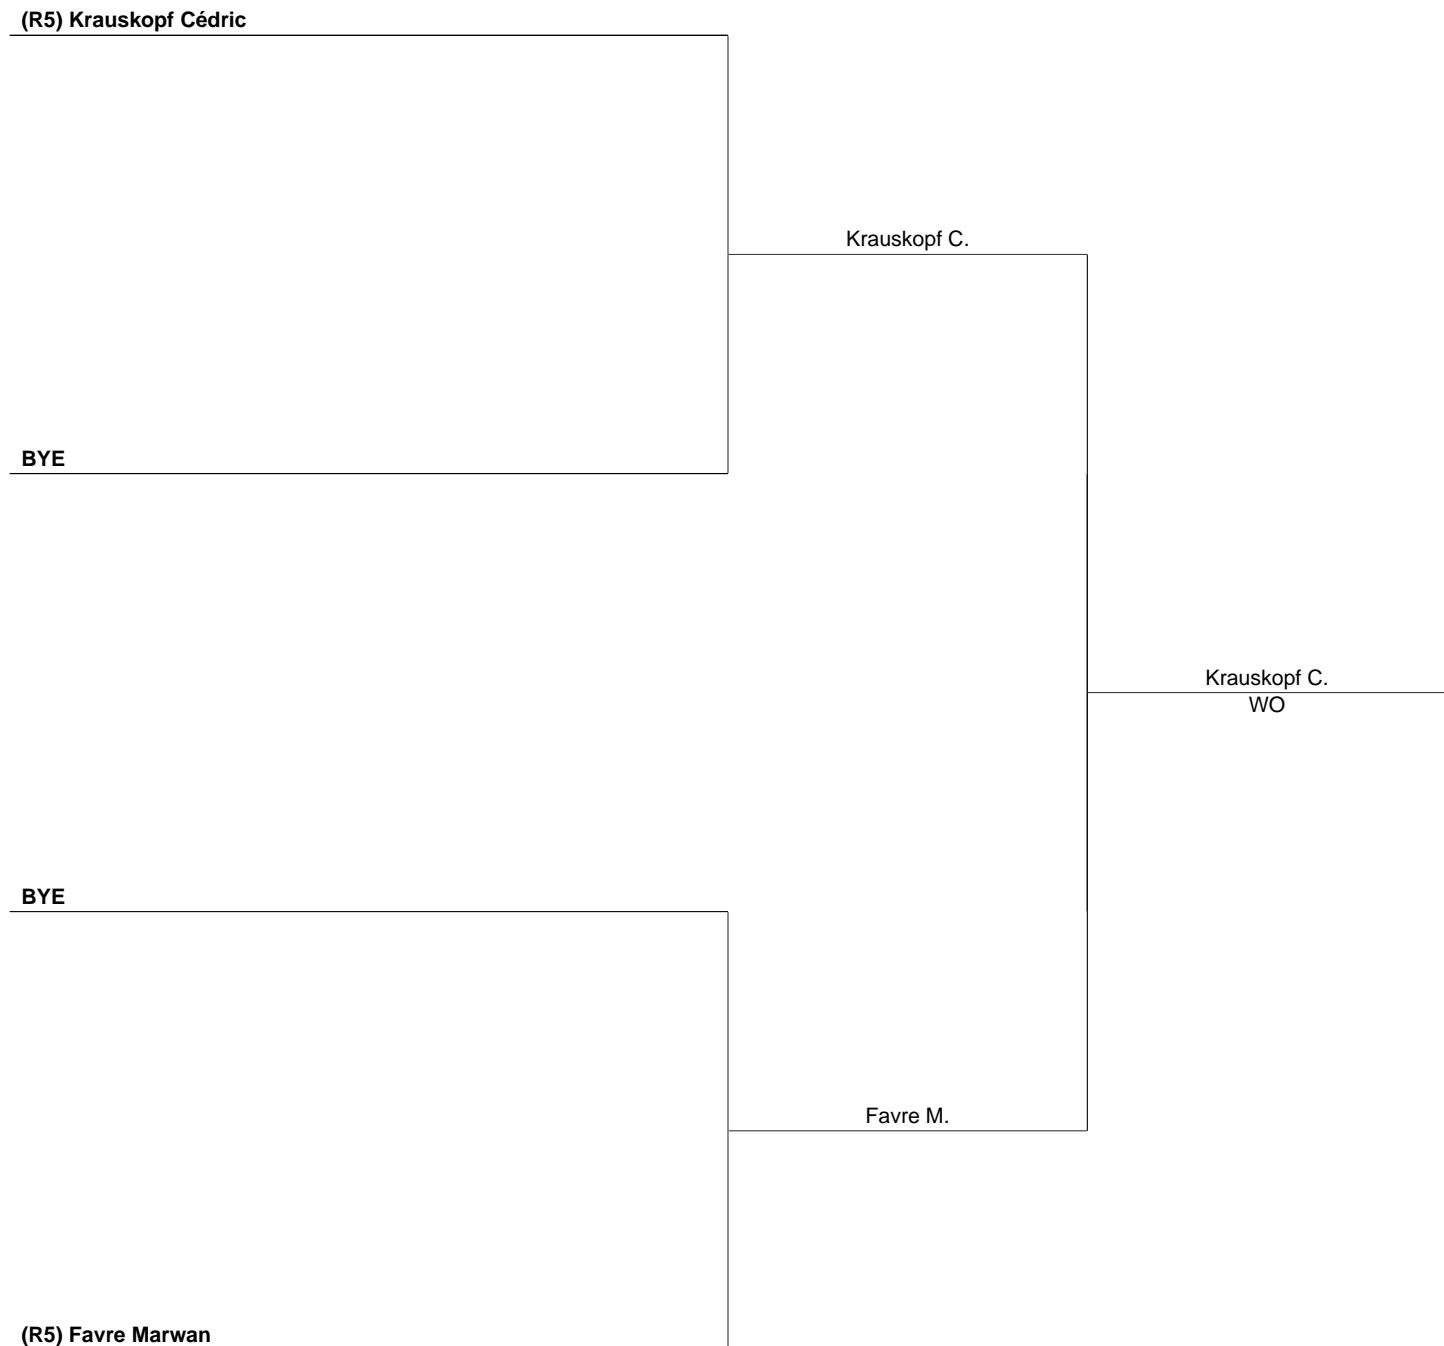 (R5) Krauskopf Cédric
Krauskopf C.
BYE
Krauskopf C.
WO
BYE
Favre M.
(R5) Favre Marwan